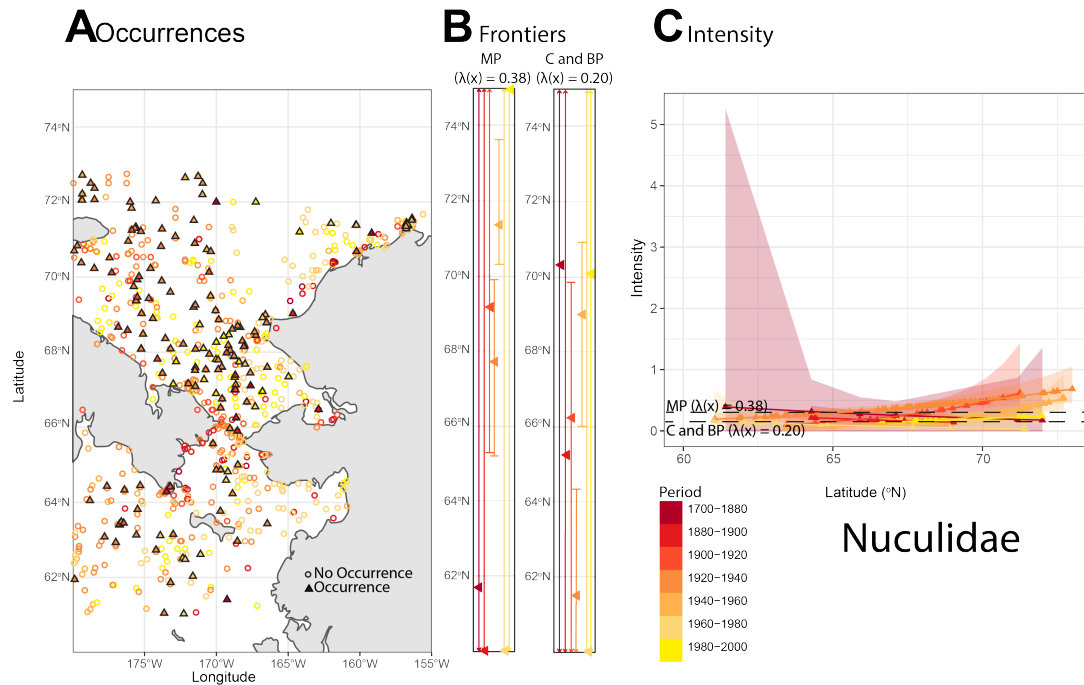 A Occurrences
B Frontiers
C Intensity
MP
(λ(x) = 0.38)
C and BP
(λ(x) = 0.20)
74°N
72°N
70°N
68°N
66°N
64°N
62°N
Latitude
175°W
170°W
165°W
160°W
155°W
Longitude
No Occurrence
Occurrence
74°N
72°N
70°N
68°N
66°N
64°N
62°N
74°N
72°N
70°N
68°N
66°N
64°N
62°N
Intensity
5
4
3
2
1
0
MP (λ(x) = 0.38)
C and BP (λ(x) = 0.20)
60
65
70
Latitude (°N)
Period
1700−1880
1880−1900
1900−1920
1920−1940
1940−1960
1960−1980
1980−2000
Nuculidae